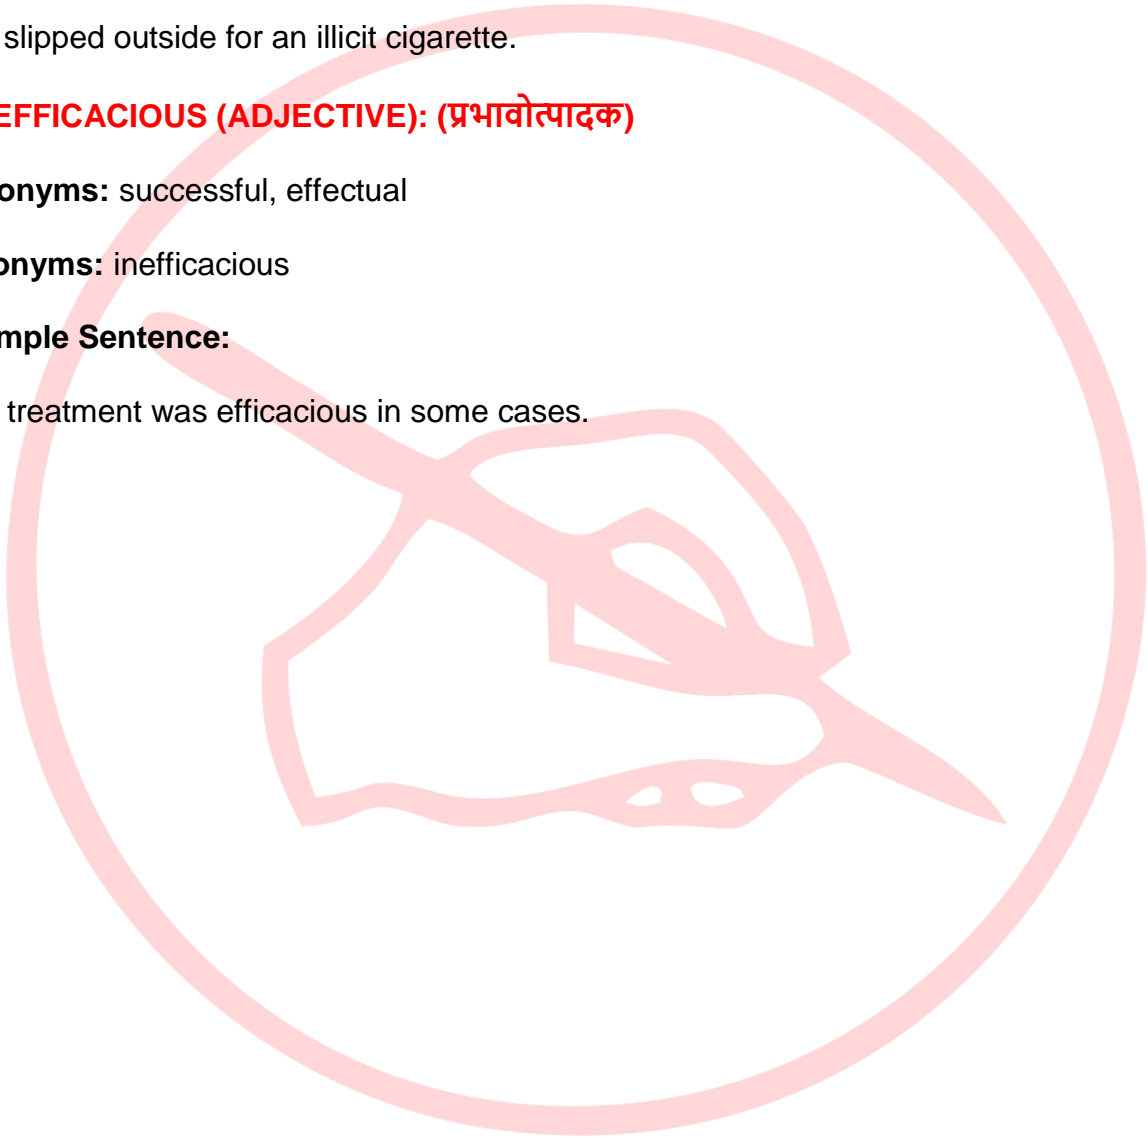 slipped outside for an illicit cigarette.
EFFICACIOUS (ADJECTIVE): (प्रभावोत्पादक)
onyms: successful, effectual
onyms: inefficacious
mple Sentence:
treatment was efficacious in some cases.